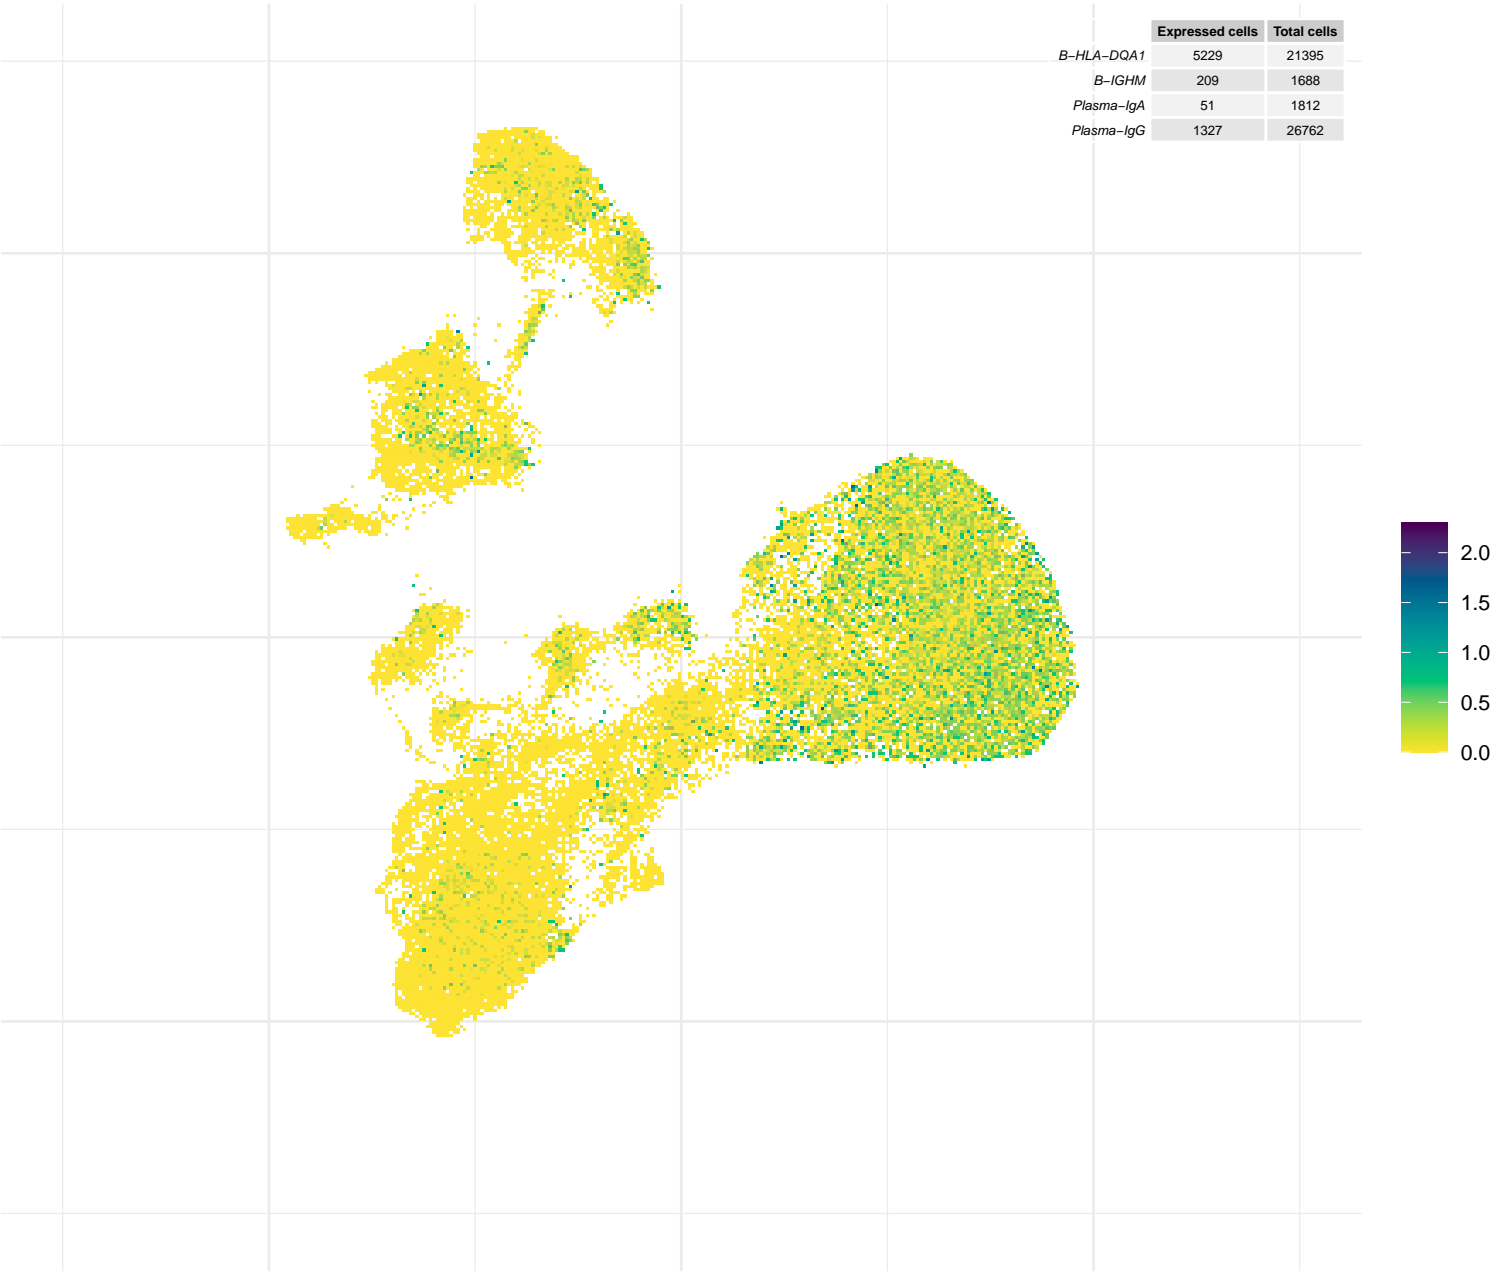 Expressed cells Total cells
B−HLA−DQA1 5229 21395
B−IGHM 209 1688
Plasma−IgA 51 1812
Plasma−IgG 1327 26762
2.0
1.5
1.0
0.5
0.0